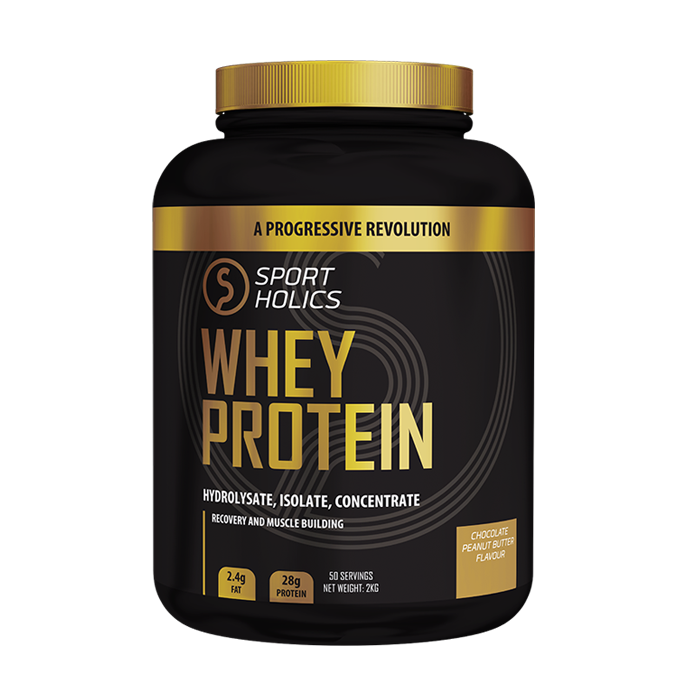 A PROGRESSIVE REVOLUTION
SPORT
HOLICS
WHEY
PROTEIN
HYDROLYSATE, ISOLATE, CONCENTRATE
RECOVERY AND MUSCLE BUILDING
CHOCOLATE
PEANUT BUTTER
FLAVOUR
2.4g
FAT
28g
PROTEIN
50 SERVINGS
NET WEIGHT: 2KG